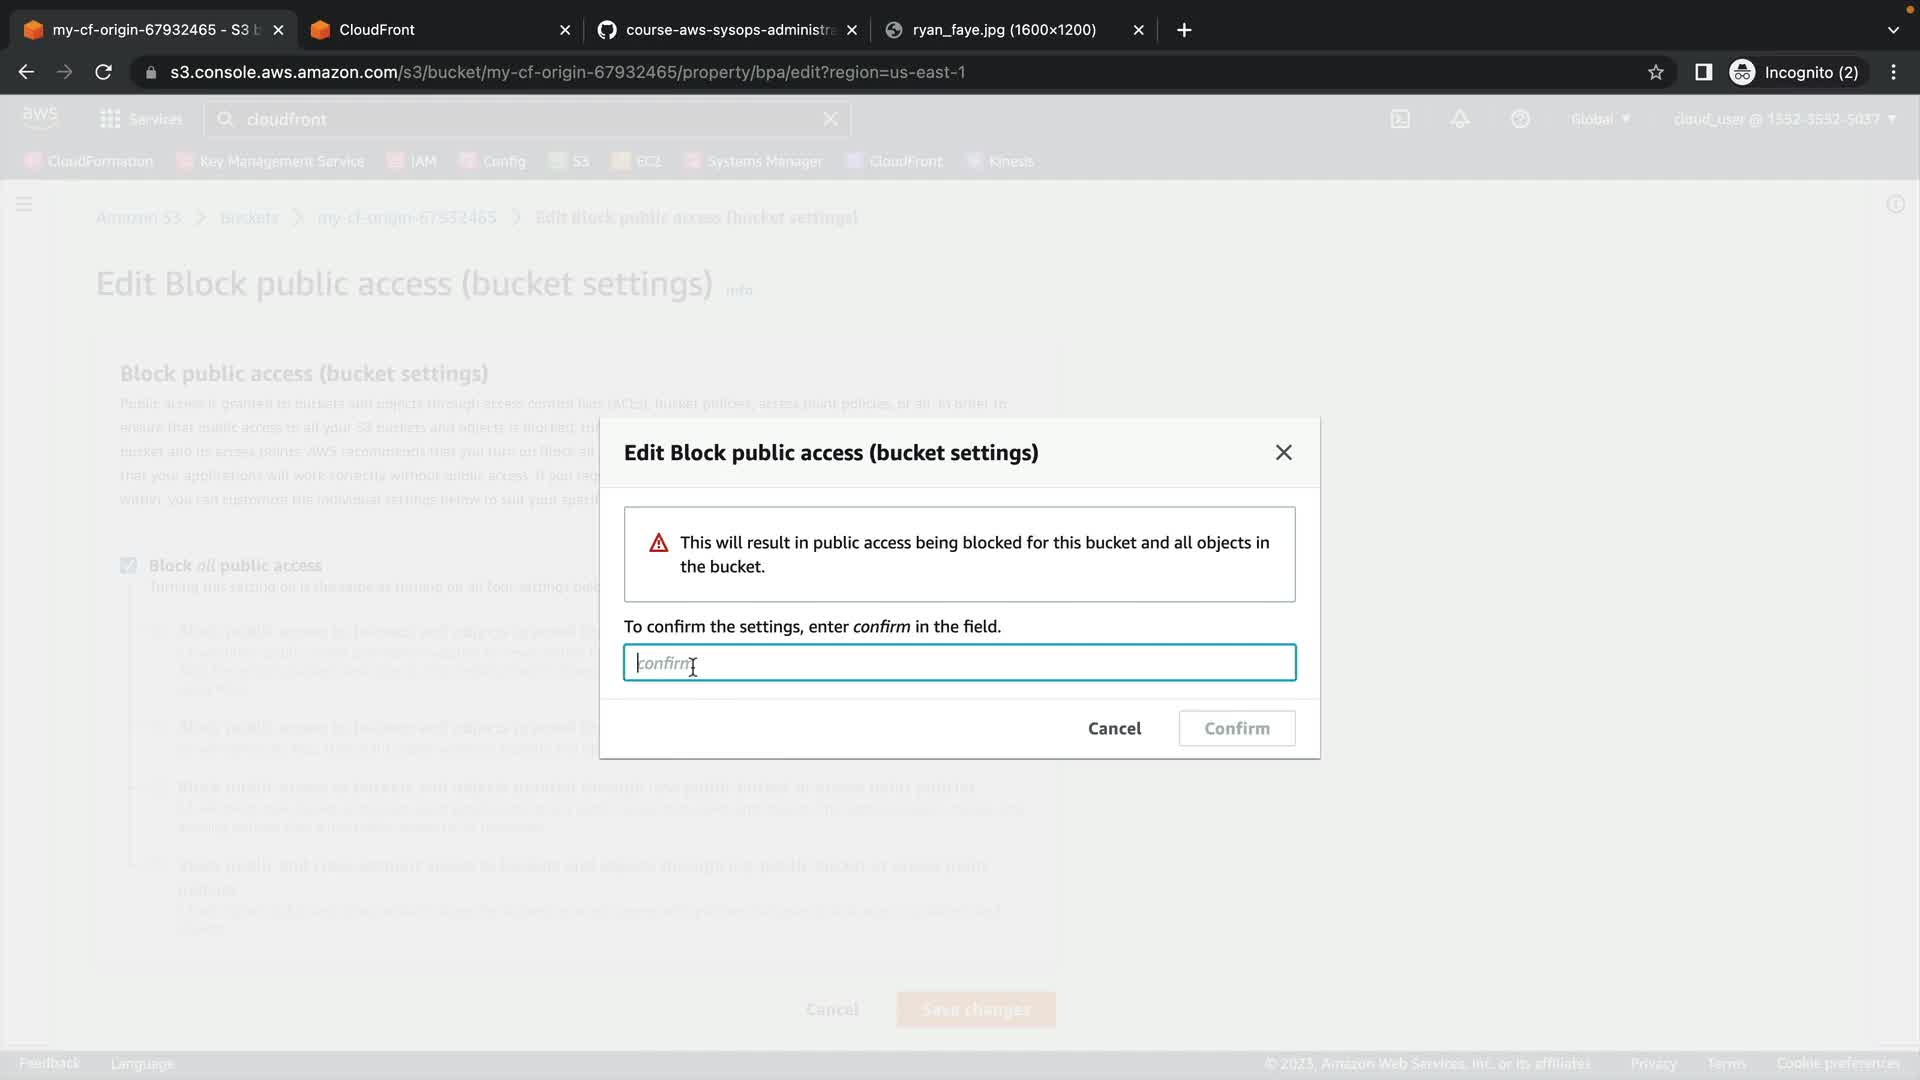 my-cf-origin-67932465 - S3 b
CloudFront
course-aws-sysops-administra
ryan_faye.jpg (1600×1200)
s3.console.aws.amazon.com/s3/bucket/my-cf-origin-67932465/property/bpa/edit?region=us-east-1
Incognito (2)
aws
Services
cloudfront
Global
cloud_user @ 1552-3552-5037
CloudFormation
Key Management Service
IAM
Config
S3
EC2
Systems Manager
CloudFront
Kinesis
Amazon S3
Buckets
my-cf-origin-67932465
Edit Block public access (bucket settings)
Edit Block public access (bucket settings)
Info
Block public access (bucket settings)
Public access is granted to buckets and objects through access control lists (ACLs), bucket policies, access point policies, or all. In order to
ensure that public access to all your S3 buckets and objects is blocked, tu
bucket and its access points. AWS recommends that you turn on Block all
that your applications will work correctly without public access. If you req
within, you can customize the individual settings below to suit your specif
Block all public access
Turning this setting on is the same as turning on all four settings belo
Edit Block public access (bucket settings)
This will result in public access being blocked for this bucket and all objects in
the bucket.
To confirm the settings, enter confirm in the field.
confirm
Cancel
Confirm
Cancel
Save changes
Feedback
Language
© 2023, Amazon Web Services, Inc. or its affiliates.
Privacy
Terms
Cookie preferences